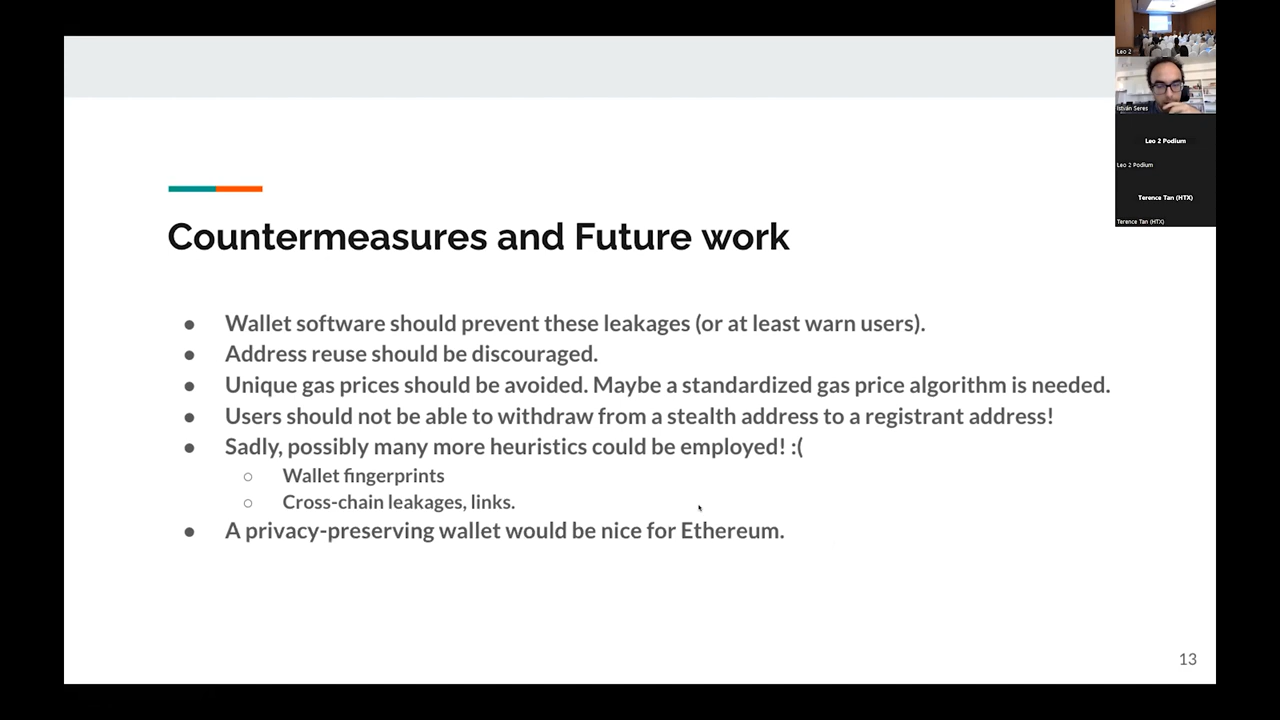 Leo 2
István Seres
Leo 2 Podium
Leo 2 Podium
Terence Tan (HTX)
Terence Tan (HTX)
Countermeasures and Future work
● Wallet software should prevent these leakages (or at least warn users).
● Address reuse should be discouraged.
● Unique gas prices should be avoided. Maybe a standardized gas price algorithm is needed.
● Users should not be able to withdraw from a stealth address to a registrant address!
● Sadly, possibly many more heuristics could be employed! :(
○ Wallet fingerprints
○ Cross-chain leakages, links.
● A privacy-preserving wallet would be nice for Ethereum.
13